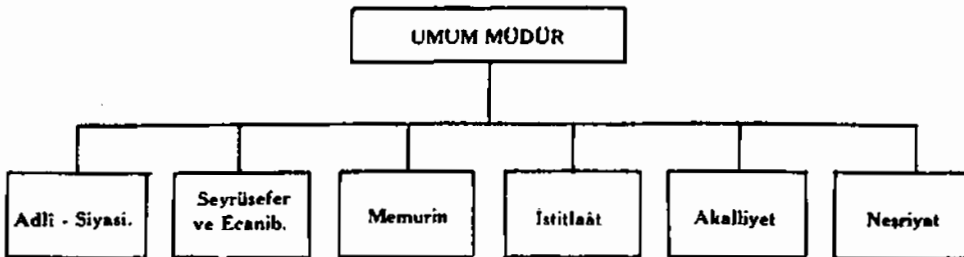 UMUM MÜDÜR
Adlî - Siyasi.
Seyrüsefer
ve Ecanib.
Memurin
İstitlaât
Akalliyet
Neşriyat